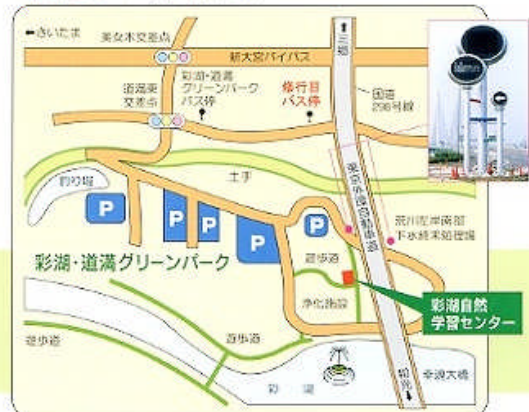 ←さいたま
美女木交差点
新大宮バイパス
三郷
道満東
交差点
彩湖・道満
グリーンパーク
バス停
修行目
バス停
国道
298号線
土手
東京外環自動車道
釣り堀
P
P
P
P
P
荒川左岸南部
下水終末処理場
彩湖・道満グリーンパーク
遊歩道
浄化施設
彩湖自然
学習センター
遊歩道
遊歩道
彩 湖
和光
幸魂大橋